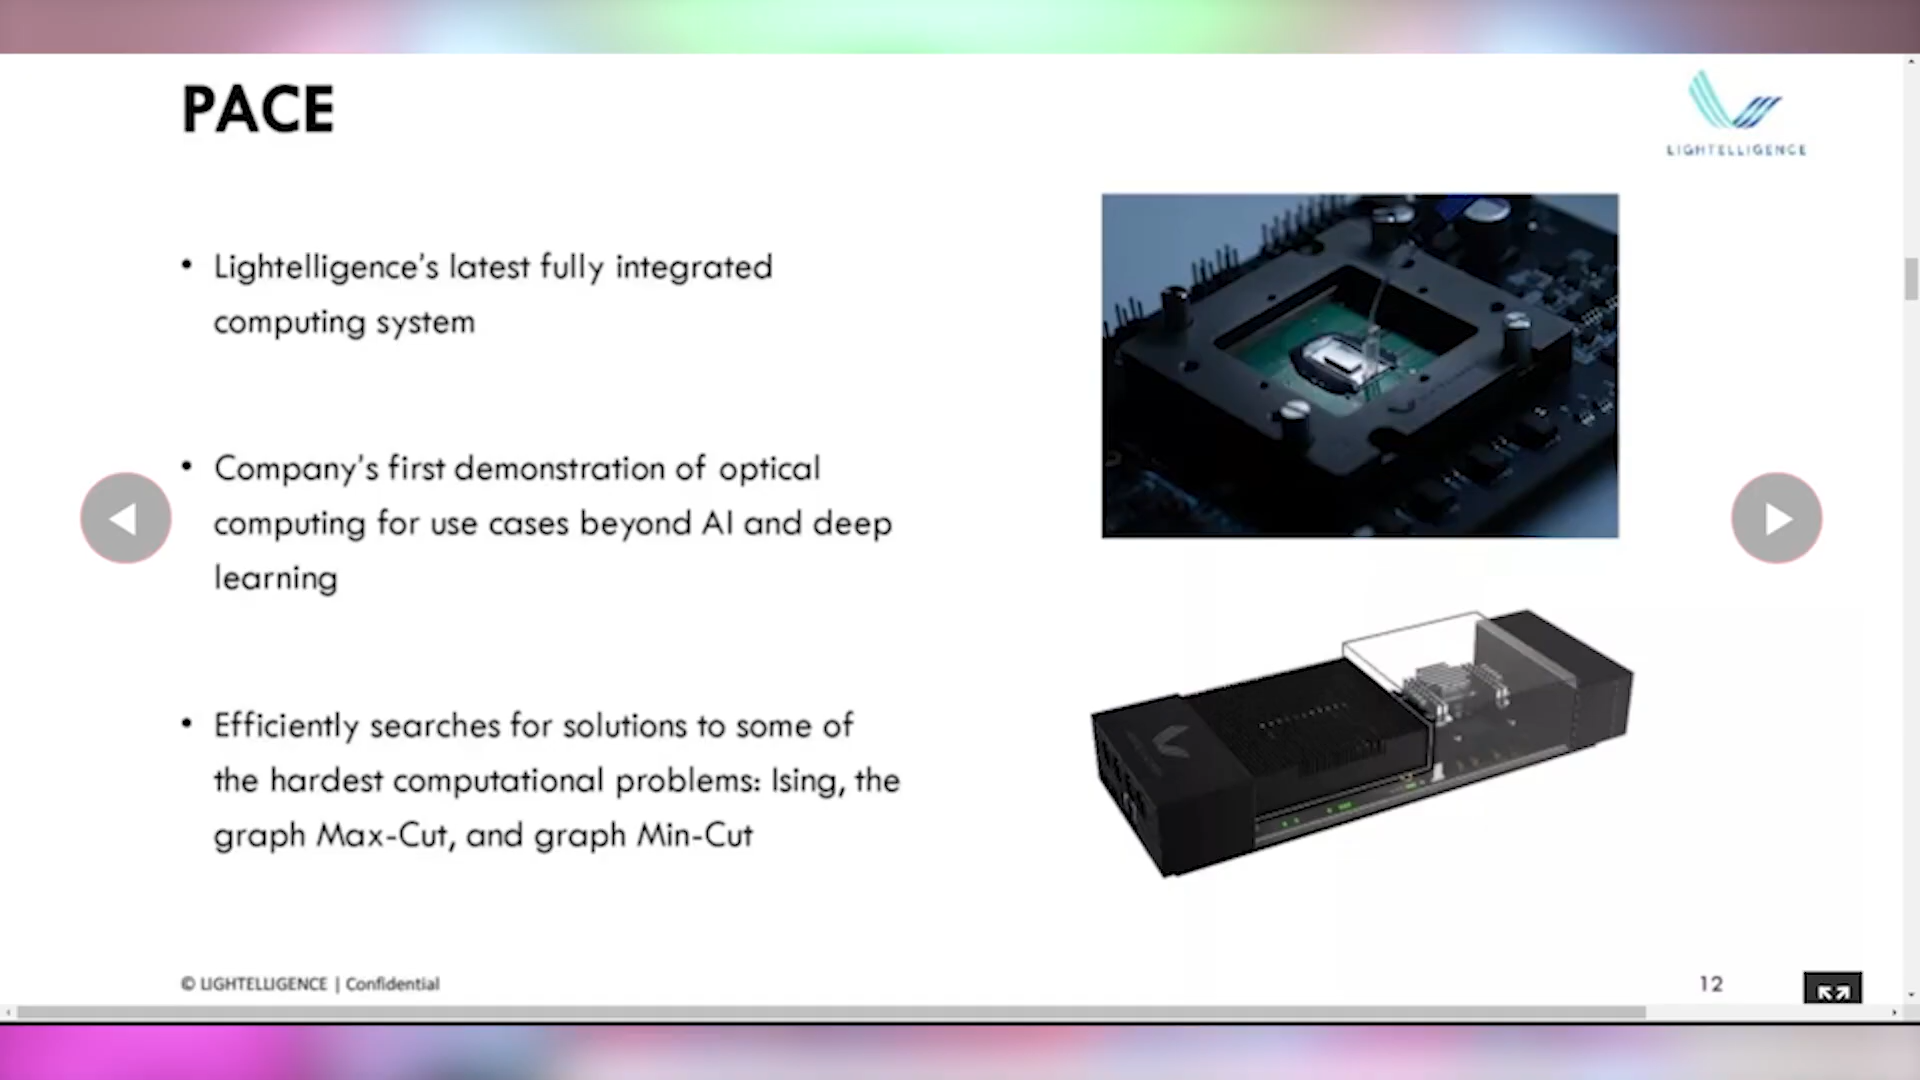 PACE
LIGHTELLIGENCE
• Lightelligence's latest fully integrated
computing system
• Company's first demonstration of optical
computing for use cases beyond AI and deep
learning
• Efficiently searches for solutions to some of
the hardest computational problems: Ising, the
graph Max-Cut, and graph Min-Cut
© LIGHTELLIGENCE | Confidential
12